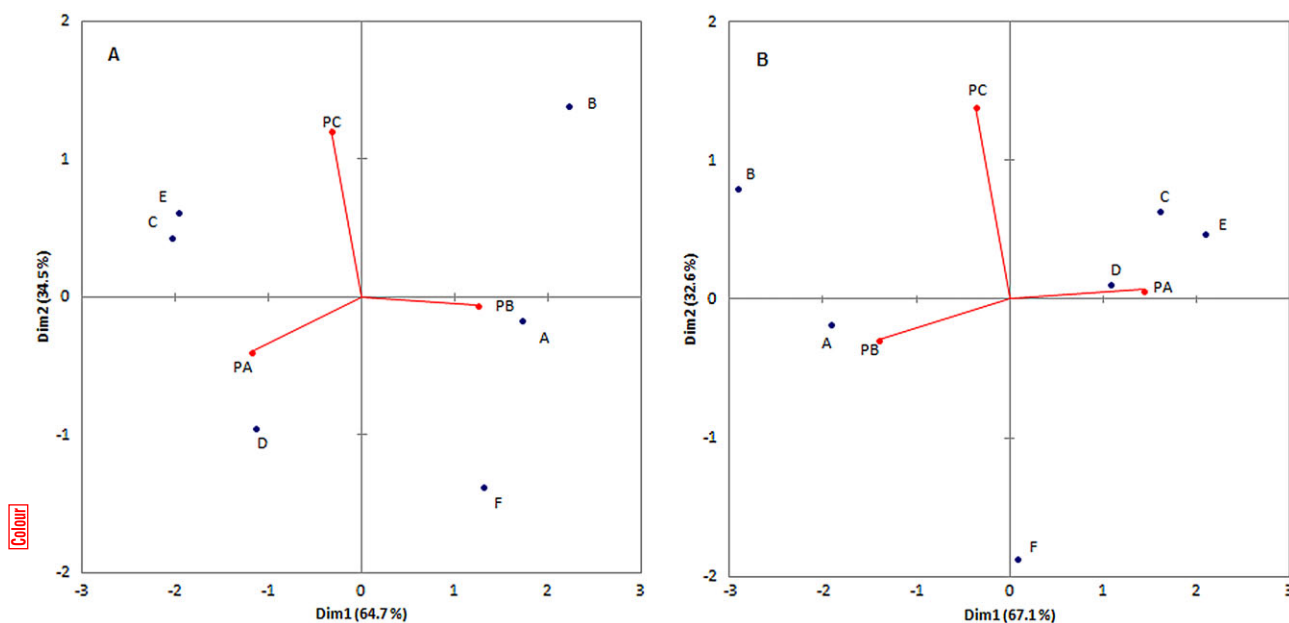 2
A
B
PC
1
E
C
Dim2 (34.5%)
0
PB
A
PA
-1
D
F
-2
-3 -2 -1 0 1 2 3
Dim1 (64.7%)
Colour
2
B
PC
1
B
C
E
D
PA
Dim2 (32.6%)
0
A
PB
-1
F
-2
-3 -2 -1 0 1 2 3
Dim1 (67.1%)